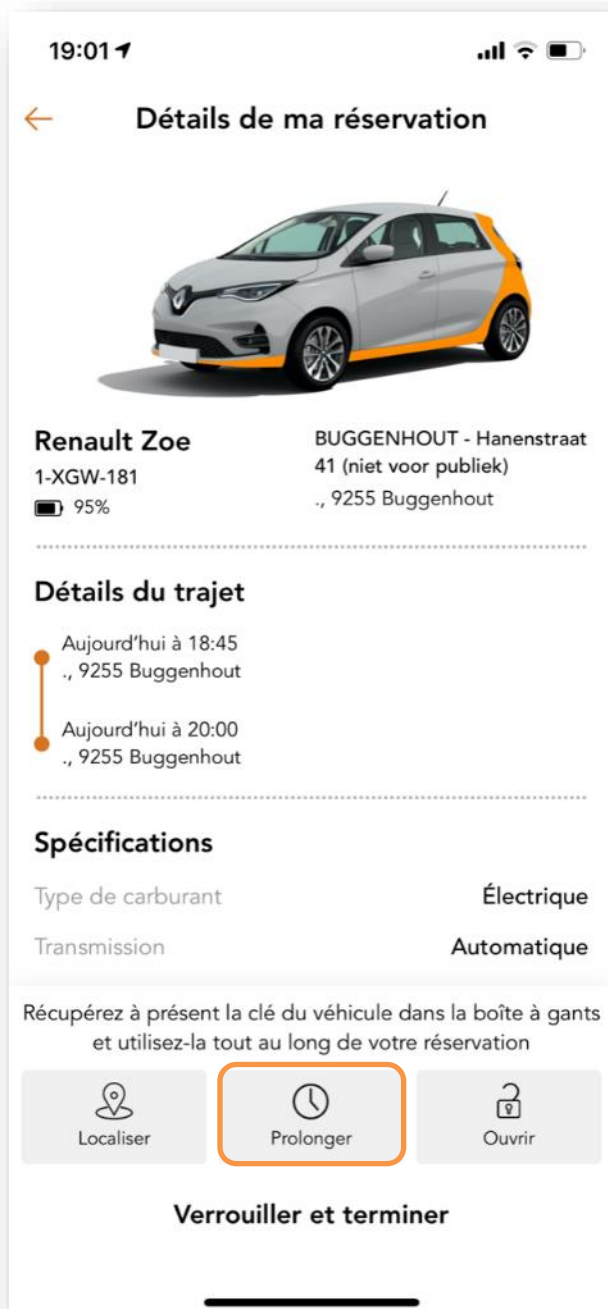 19:01
Détails de ma réservation
Renault Zoe
1-XGW-181
95%
BUGGENHOUT - Hanenstraat
41 (niet voor publiek)
., 9255 Buggenhout
Détails du trajet
Aujourd'hui à 18:45
., 9255 Buggenhout
Aujourd'hui à 20:00
., 9255 Buggenhout
Spécifications
Type de carburant Électrique
Transmission Automatique
Récupérez à présent la clé du véhicule dans la boîte à gants
et utilisez-la tout au long de votre réservation
Localiser Prolonger Ouvrir
Verrouiller et terminer